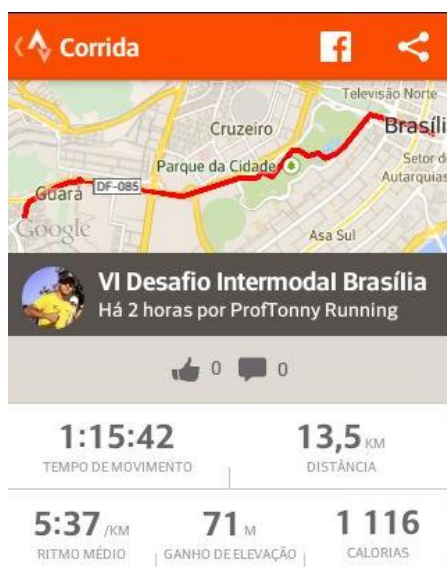 Corrida
Televisão Norte
Cruzeiro
Brasíli
Parque da Cidade
Setor d
Autarquias
DF-085
Guará
Google
Asa Sul
VI Desafio Intermodal Brasília
Há 2 horas por ProfTonny Running
0 0
1:15:42 13,5 KM
TEMPO DE MOVIMENTO DISTÂNCIA
5:37 /KM 71 M 1 116
RITMO MÉDIO GANHO DE ELEVAÇÃO CALORIAS